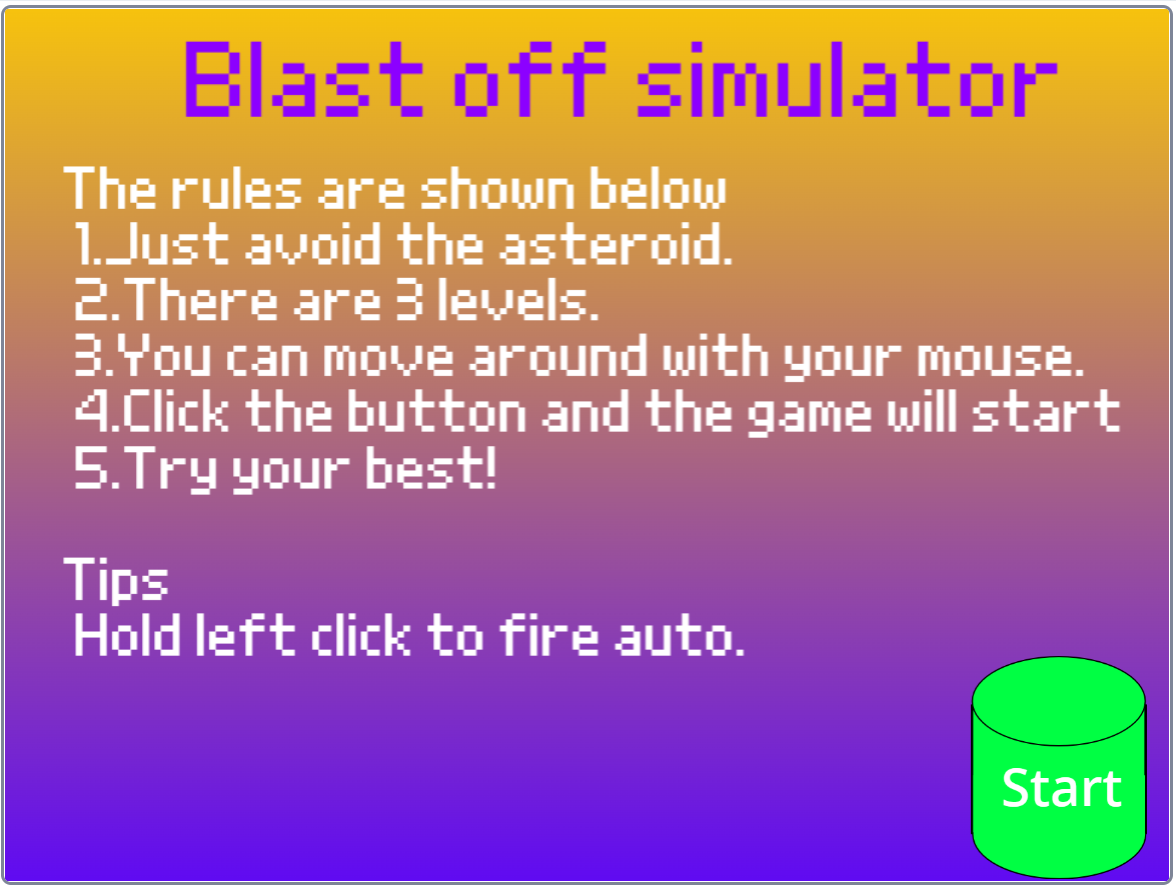 Blast off simulator
The rules are shown below
1.Just avoid the asteroid.
2.There are 3 levels.
3.You can move around with your mouse.
4.Click the button and the game will start
5.Try your best!
Tips
Hold left click to fire auto.
Start